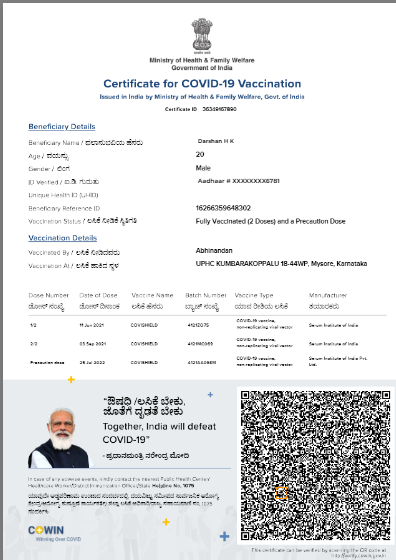 Ministry of Health & Family Welfare
Government of India
Certificate for COVID-19 Vaccination
Issued in India by Ministry of Health & Family Welfare, Govt. of India
Certificate ID 36349167890
Beneficiary Details
Beneficiary Name / ಫಲಾನುಭವಿಯ ಹೆಸರು Darshan H K
Age / ವಯಸ್ಸು 20
Gender / ಲಿಂಗ Male
ID Verified / ಐ.ಡಿ. ಗುರುತು Aadhaar # XXXXXXXX6781
Unique Health ID (UHID)
Beneficiary Reference ID 16266359648302
Vaccination Status / ಲಸಿಕೆ ನೀಡಿಕೆ ಸ್ಥಿತಿಗತಿ Fully Vaccinated (2 Doses) and a Precaution Dose
Vaccination Details
Vaccinated By / ಲಸಿಕೆ ನೀಡಿದವರು Abhinandan
Vaccination At / ಲಸಿಕೆ ಹಾಕಿದ ಸ್ಥಳ UPHC KUMBARAKOPPALU 18-44WP, Mysore, Karnataka
Dose Number Date of Dose Vaccine Name Batch Number Vaccine Type Manufacturer
ಡೋಸ್ ಸಂಖ್ಯೆ ಡೋಸ್ ದಿನಾಂಕ ಲಸಿಕೆ ಹೆಸರು ಬ್ಯಾಚ್ ಸಂಖ್ಯೆ ಯಾವ ರೀತಿಯ ಲಸಿಕೆ ತಯಾರಕರು
1/2 11 Jun 2021 COVISHIELD 4121Z075 COVID-19 vaccine, non-replicating viral vector Serum Institute of India
2/2 03 Sep 2021 COVISHIELD COVID-19 vaccine, non-replicating viral vector Serum Institute of India
Precaution dose 25 Jul 2022 COVISHIELD COVID-19 vaccine, non-replicating viral vector Serum Institute of India Pvt. Ltd.
“ಔಷಧಿ /ಲಸಿಕೆ ಬೇಕು,
ಜೊತೆಗೆ ದೃಢತೆ ಬೇಕು
Together, India will defeat
COVID-19”
- ಪ್ರಧಾನಮಂತ್ರಿ ನರೇಂದ್ರ ಮೋದಿ
In case of any adverse events, kindly contact the nearest Public Health Center/
Healthcare Worker/District Immunization Officer/State Helpline No. 1075
COWIN
Winning Over COVID
This certificate can be verified by scanning the QR code at
http://verify.cowin.gov.in